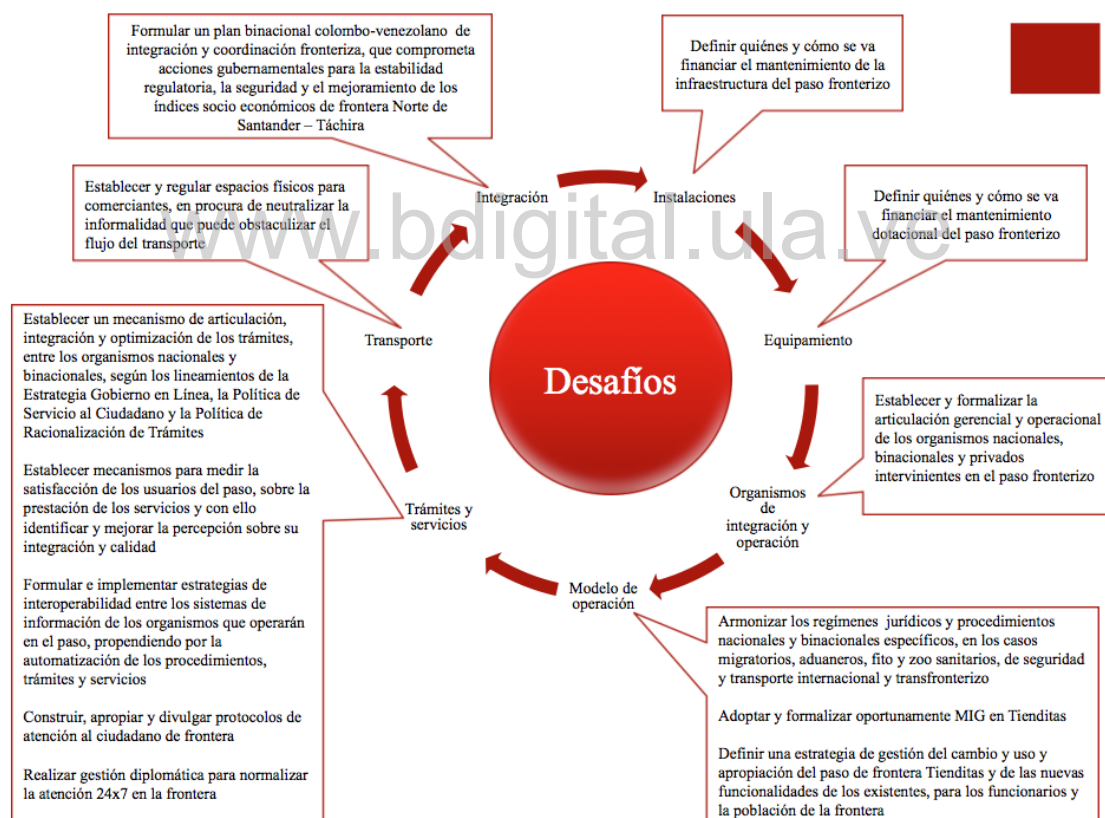 Formular un plan binacional colombo-venezolano de
integración y coordinación fronteriza, que comprometa
acciones gubernamentales para la estabilidad
regulatoria, la seguridad y el mejoramiento de los
índices socio económicos de frontera Norte de
Santander – Táchira
Definir quiénes y cómo se va
financiar el mantenimiento de la
infraestructura del paso fronterizo
Establecer y regular espacios físicos para
comerciantes, en procura de neutralizar la
informalidad que puede obstaculizar el
flujo del transporte
Integración
Instalaciones
Definir quiénes y cómo se va
financiar el mantenimiento
dotacional del paso fronterizo
www.bdigital.ula.ve
Transporte
Equipamiento
Desafíos
Establecer un mecanismo de articulación,
integración y optimización de los trámites,
entre los organismos nacionales y
binacionales, según los lineamientos de la
Estrategia Gobierno en Línea, la Política de
Servicio al Ciudadano y la Política de
Racionalización de Trámites
Establecer mecanismos para medir la
satisfacción de los usuarios del paso, sobre la
prestación de los servicios y con ello
identificar y mejorar la percepción sobre su
integración y calidad
Formular e implementar estrategias de
interoperabilidad entre los sistemas de
información de los organismos que operarán
en el paso, propendiendo por la
automatización de los procedimientos,
trámites y servicios
Construir, apropiar y divulgar protocolos de
atención al ciudadano de frontera
Realizar gestión diplomática para normalizar
la atención 24x7 en la frontera
Establecer y formalizar la
articulación gerencial y operacional
de los organismos nacionales,
binacionales y privados
intervinientes en el paso fronterizo
Trámites y
servicios
Organismos
de
integración y
operación
Modelo de
operación
Armonizar los regímenes jurídicos y procedimientos
nacionales y binacionales específicos, en los casos
migratorios, aduaneros, fito y zoo sanitarios, de seguridad
y transporte internacional y transfronterizo
Adoptar y formalizar oportunamente MIG en Tienditas
Definir una estrategia de gestión del cambio y uso y
apropiación del paso de frontera Tienditas y de las nuevas
funcionalidades de los existentes, para los funcionarios y
la población de la frontera